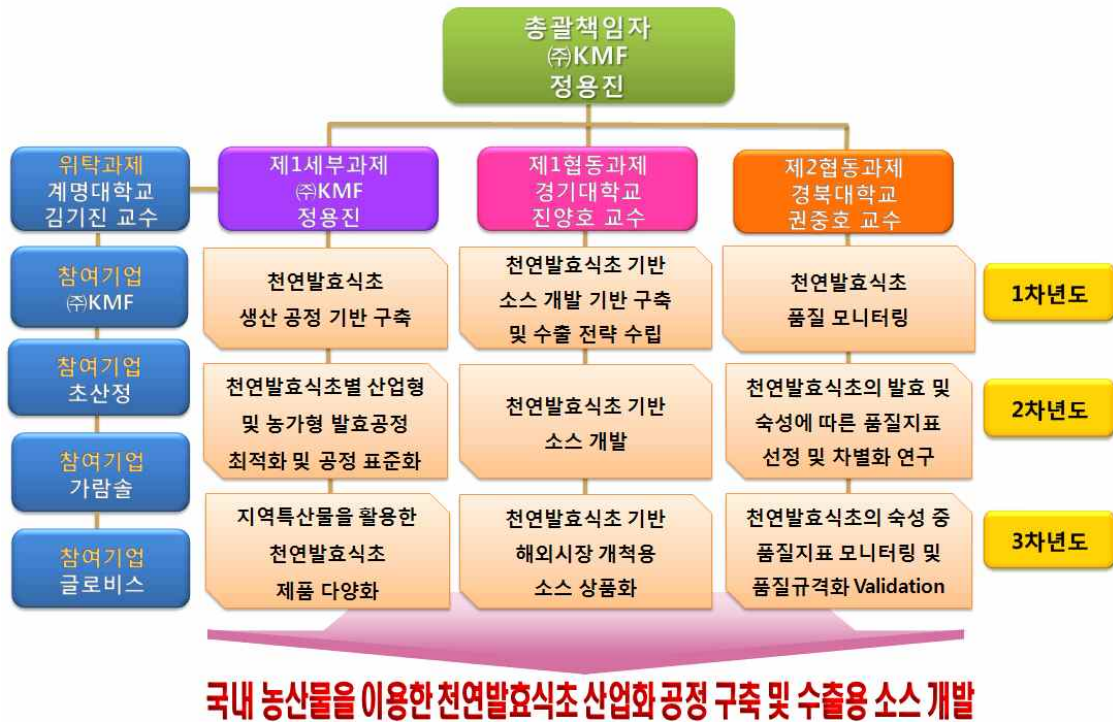 총괄책임자
㈜KMF
정용진
위탁과제
계명대학교
김기진 교수
제1세부과제
㈜KMF
정용진
제1협동과제
경기대학교
진양호 교수
제2협동과제
경북대학교
권중호 교수
참여기업
㈜KMF
천연발효식초
생산 공정 기반 구축
천연발효식초 기반
소스 개발 기반 구축
및 수출 전략 수립
천연발효식초
품질 모니터링
1차년도
참여기업
초산정
천연발효식초별 산업형
및 농가형 발효공정
최적화 및 공정 표준화
천연발효식초 기반
소스 개발
천연발효식초의 발효 및
숙성에 따른 품질지표
선정 및 차별화 연구
2차년도
참여기업
가람솔
참여기업
글로비스
지역특산물을 활용한
천연발효식초
제품 다양화
천연발효식초 기반
해외시장 개척용
소스 상품화
천연발효식초의 숙성 중
품질지표 모니터링 및
품질규격화 Validation
3차년도
국내 농산물을 이용한 천연발효식초 산업화 공정 구축 및 수출용 소스 개발